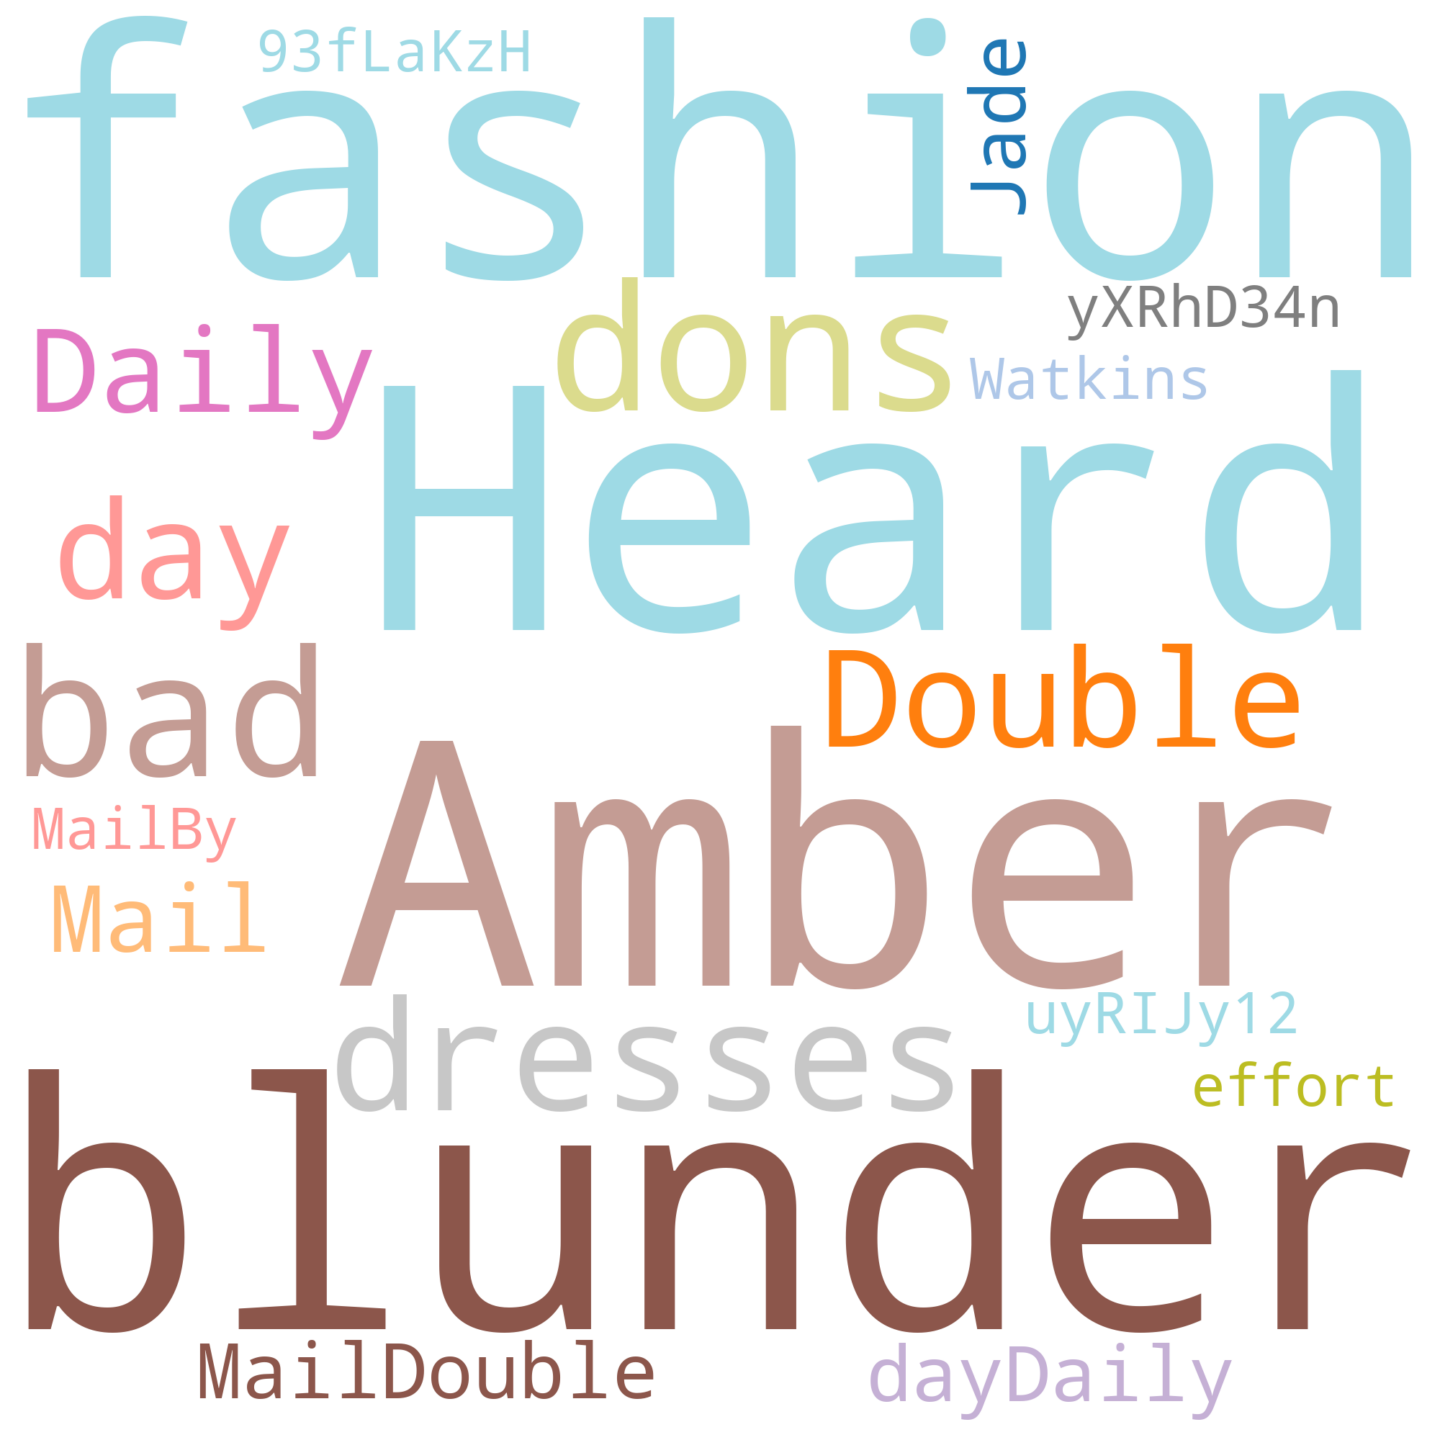 fashion
93fLaKzH
Jade
yXRhD34n
Daily
dons
Watkins
Heard
day
bad
Double
MailBy
Amber
Mail
dresses
uyRIJy12
effort
blunder
MailDouble
dayDaily